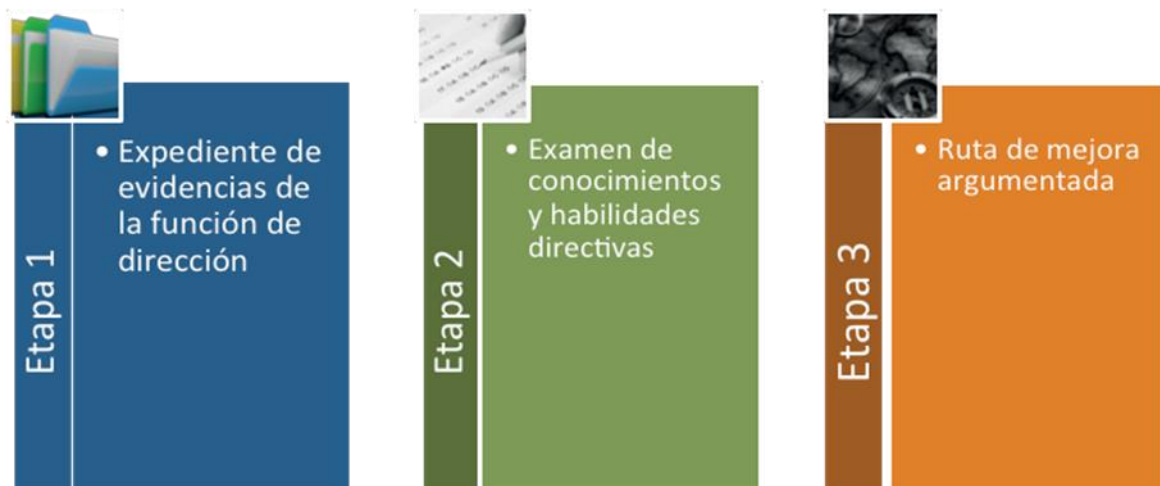 Etapa 1
• Expediente de
evidencias de
la función de
dirección
Etapa 2
• Examen de
conocimientos
y habilidades
directivas
Etapa 3
• Ruta de mejora
argumentada